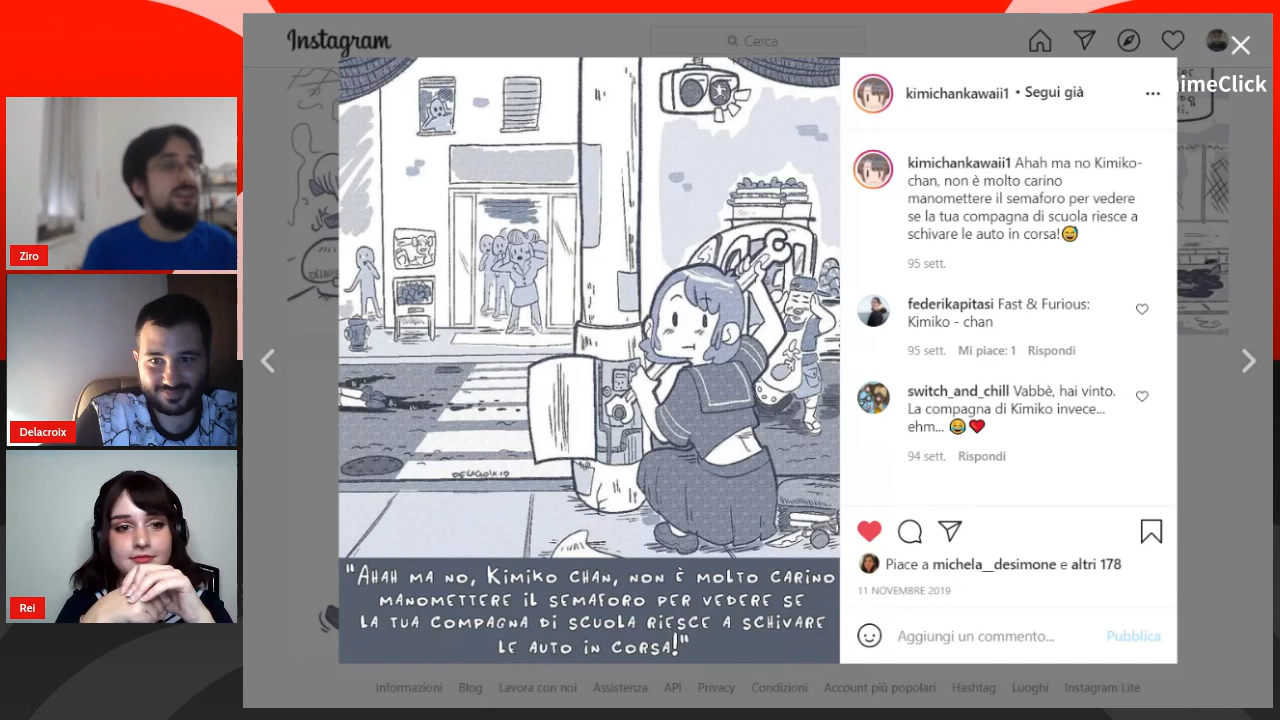 Instagram
Cerca
nimeClick
Ziro
Delacroix
Rei
DELACROIX 19
"AHAH MA NO, KIMIKO CHAN, NON È MOLTO CARINO
MANOMETTERE IL SEMAFORO PER VEDERE SE
LA TUA COMPAGNA DI SCUOLA RIESCE A SCHIVARE
LE AUTO IN CORSA!"
kimichankawaii1 • Segui già
kimichankawaii1 Ahah ma no Kimiko-
chan, non è molto carino
manomettere il semaforo per vedere
se la tua compagna di scuola riesce a
schivare le auto in corsa!😅
95 sett.
federikapitasi Fast & Furious:
Kimiko - chan
95 sett. Mi piace: 1 Rispondi
switch_and_chill Vabbè, hai vinto.
La compagna di Kimiko invece...
ehm... 😂❤️
94 sett. Rispondi
Piace a michela__desimone e altri 178
11 NOVEMBRE 2019
Aggiungi un commento... Pubblica
Informazioni Blog Lavora con noi Assistenza API Privacy Condizioni Account più popolari Hashtag Luoghi Instagram Lite